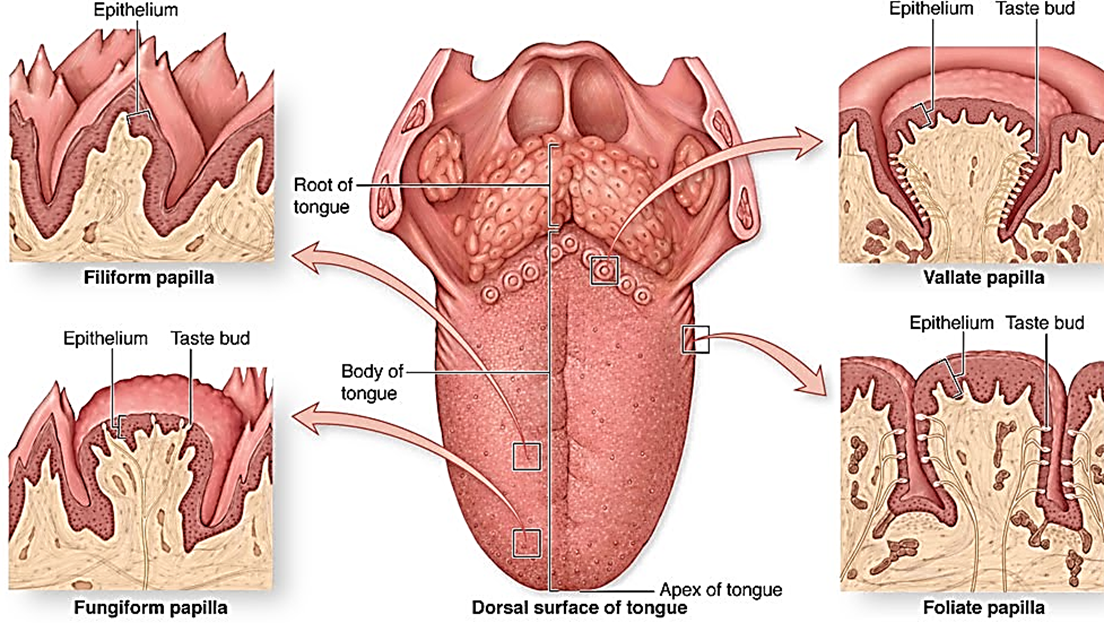 Epithelium
Filiform papilla
Epithelium Taste bud
Fungiform papilla
Root of
tongue
Body of
tongue
Apex of tongue
Dorsal surface of tongue
Epithelium Taste bud
Vallate papilla
Epithelium Taste bud
Foliate papilla